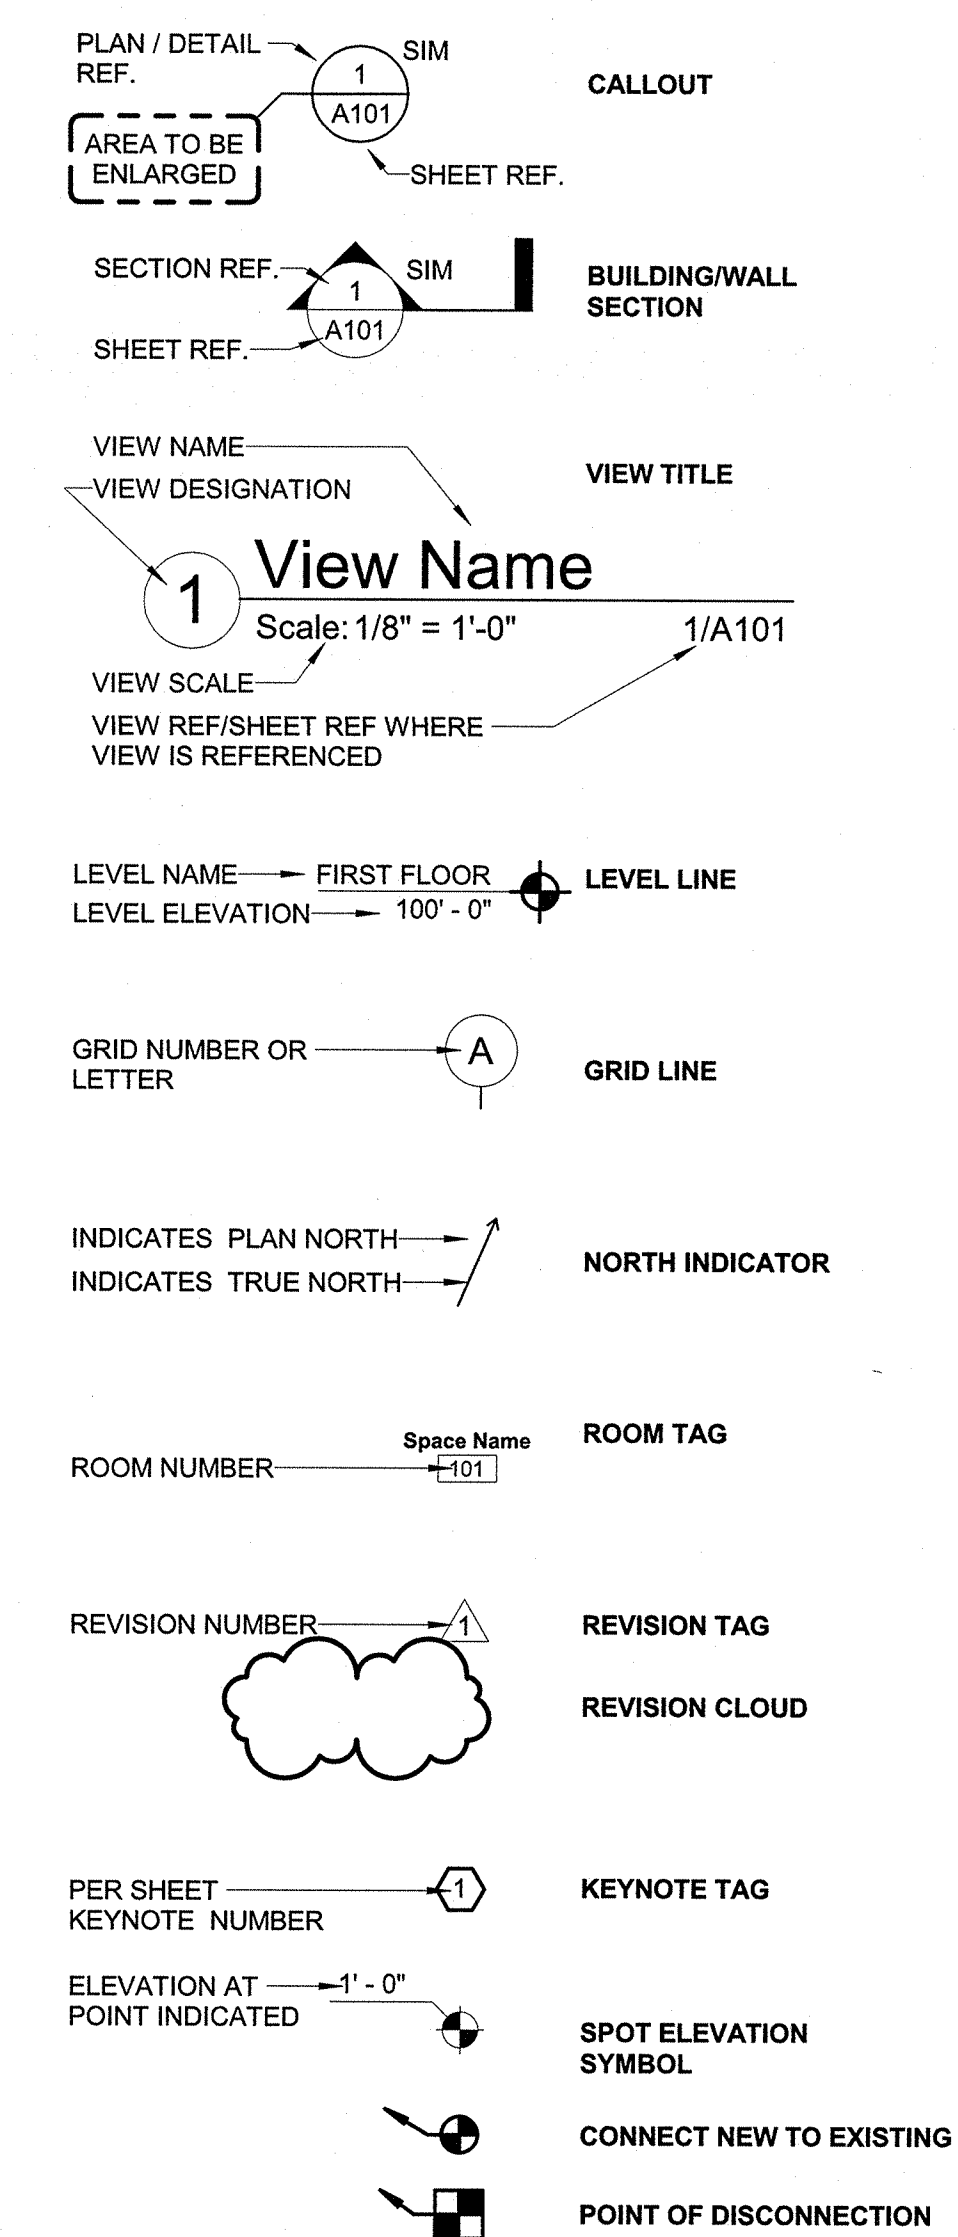 PLAN / DETAIL
REF.
1
A101
SIM
CALLOUT
AREA TO BE
ENLARGED
SHEET REF.
SECTION REF.
1
A101
SIM
SHEET REF.
BUILDING/WALL
SECTION
VIEW NAME
VIEW DESIGNATION
VIEW TITLE
1
View Name
Scale: 1/8" = 1'-0"
1/A101
VIEW SCALE
VIEW REF/SHEET REF WHERE
VIEW IS REFERENCED
LEVEL NAME
FIRST FLOOR
LEVEL LINE
LEVEL ELEVATION
100' - 0"
GRID NUMBER OR
LETTER
A
GRID LINE
INDICATES PLAN NORTH
INDICATES TRUE NORTH
NORTH INDICATOR
Space Name
ROOM TAG
ROOM NUMBER
101
REVISION NUMBER
1
REVISION TAG
REVISION CLOUD
PER SHEET
KEYNOTE NUMBER
1
KEYNOTE TAG
ELEVATION AT
POINT INDICATED
1' - 0"
SPOT ELEVATION
SYMBOL
CONNECT NEW TO EXISTING
POINT OF DISCONNECTION